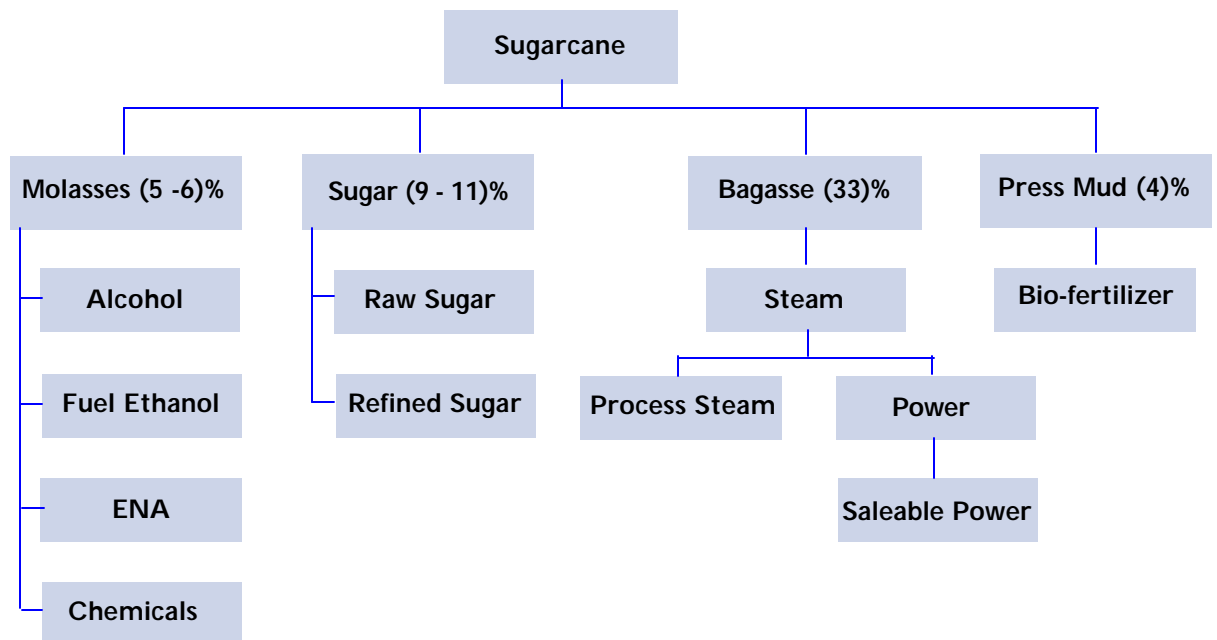 Sugarcane
Molasses (5 -6)%
Sugar (9 - 11)%
Bagasse (33)%
Press Mud (4)%
Alcohol
Raw Sugar
Steam
Bio-fertilizer
Fuel Ethanol
Refined Sugar
Process Steam
Power
ENA
Saleable Power
Chemicals